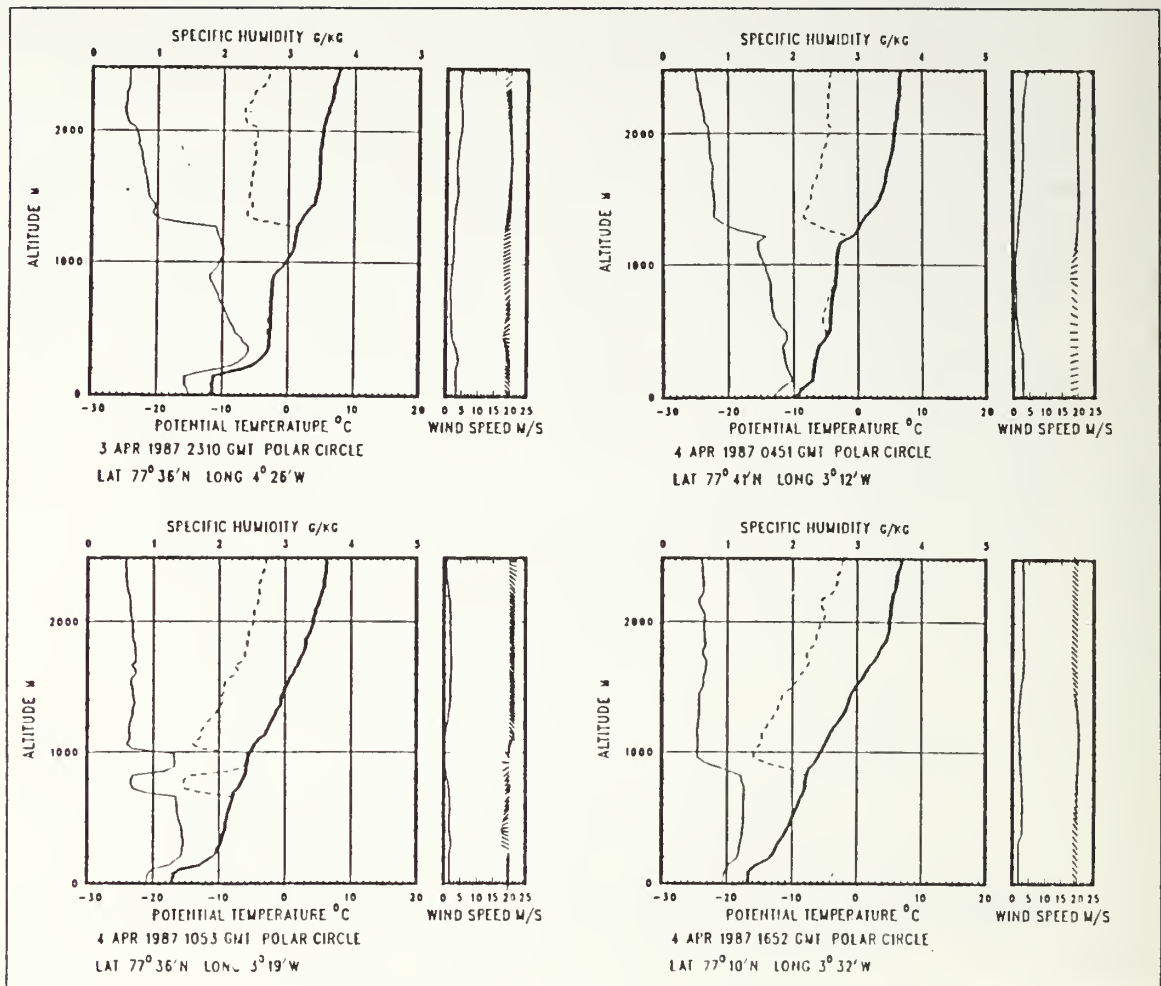 SPECIFIC HUMIDITY G/KG
0 1 2 3 4 5
2000
1000
0
ALTITUDE M
-30 -20 -10 0 10 20
POTENTIAL TEMPERATURE °C
0 5 10 15 20 25
WIND SPEED M/S
3 APR 1987 2310 GMT POLAR CIRCLE
LAT 77° 36'N LONG 4° 26'W
SPECIFIC HUMIDITY G/KG
0 1 2 3 4 5
2000
1000
0
ALTITUDE M
-30 -20 -10 0 10 20
POTENTIAL TEMPERATURE °C
0 5 10 15 20 25
WIND SPEED M/S
4 APR 1987 0451 GMT POLAR CIRCLE
LAT 77° 41'N LONG 3° 12'W
SPECIFIC HUMIDITY G/KG
0 1 2 3 4 5
2000
1000
0
ALTITUDE M
-30 -20 -10 0 10 20
POTENTIAL TEMPERATURE °C
0 5 10 15 20 25
WIND SPEED M/S
4 APR 1987 1053 GMT POLAR CIRCLE
LAT 77° 36'N LONG 3° 19'W
SPECIFIC HUMIDITY G/KG
0 1 2 3 4 5
2000
1000
0
ALTITUDE M
-30 -20 -10 0 10 20
POTENTIAL TEMPERATURE °C
0 5 10 15 20 25
WIND SPEED M/S
4 APR 1987 1652 GMT POLAR CIRCLE
LAT 77° 10'N LONG 3° 32'W